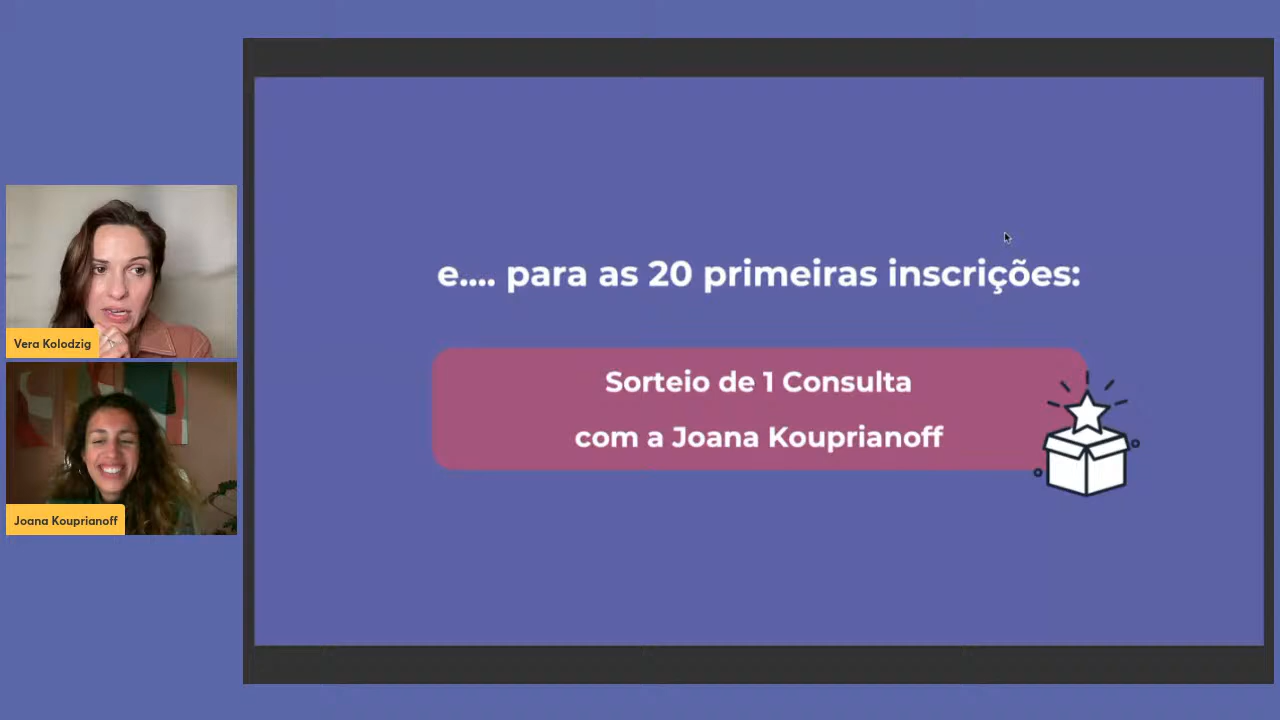 Vera Kolodzig
Joana Kouprianoff
e.... para as 20 primeiras inscrições:
Sorteio de 1 Consulta
com a Joana Kouprianoff